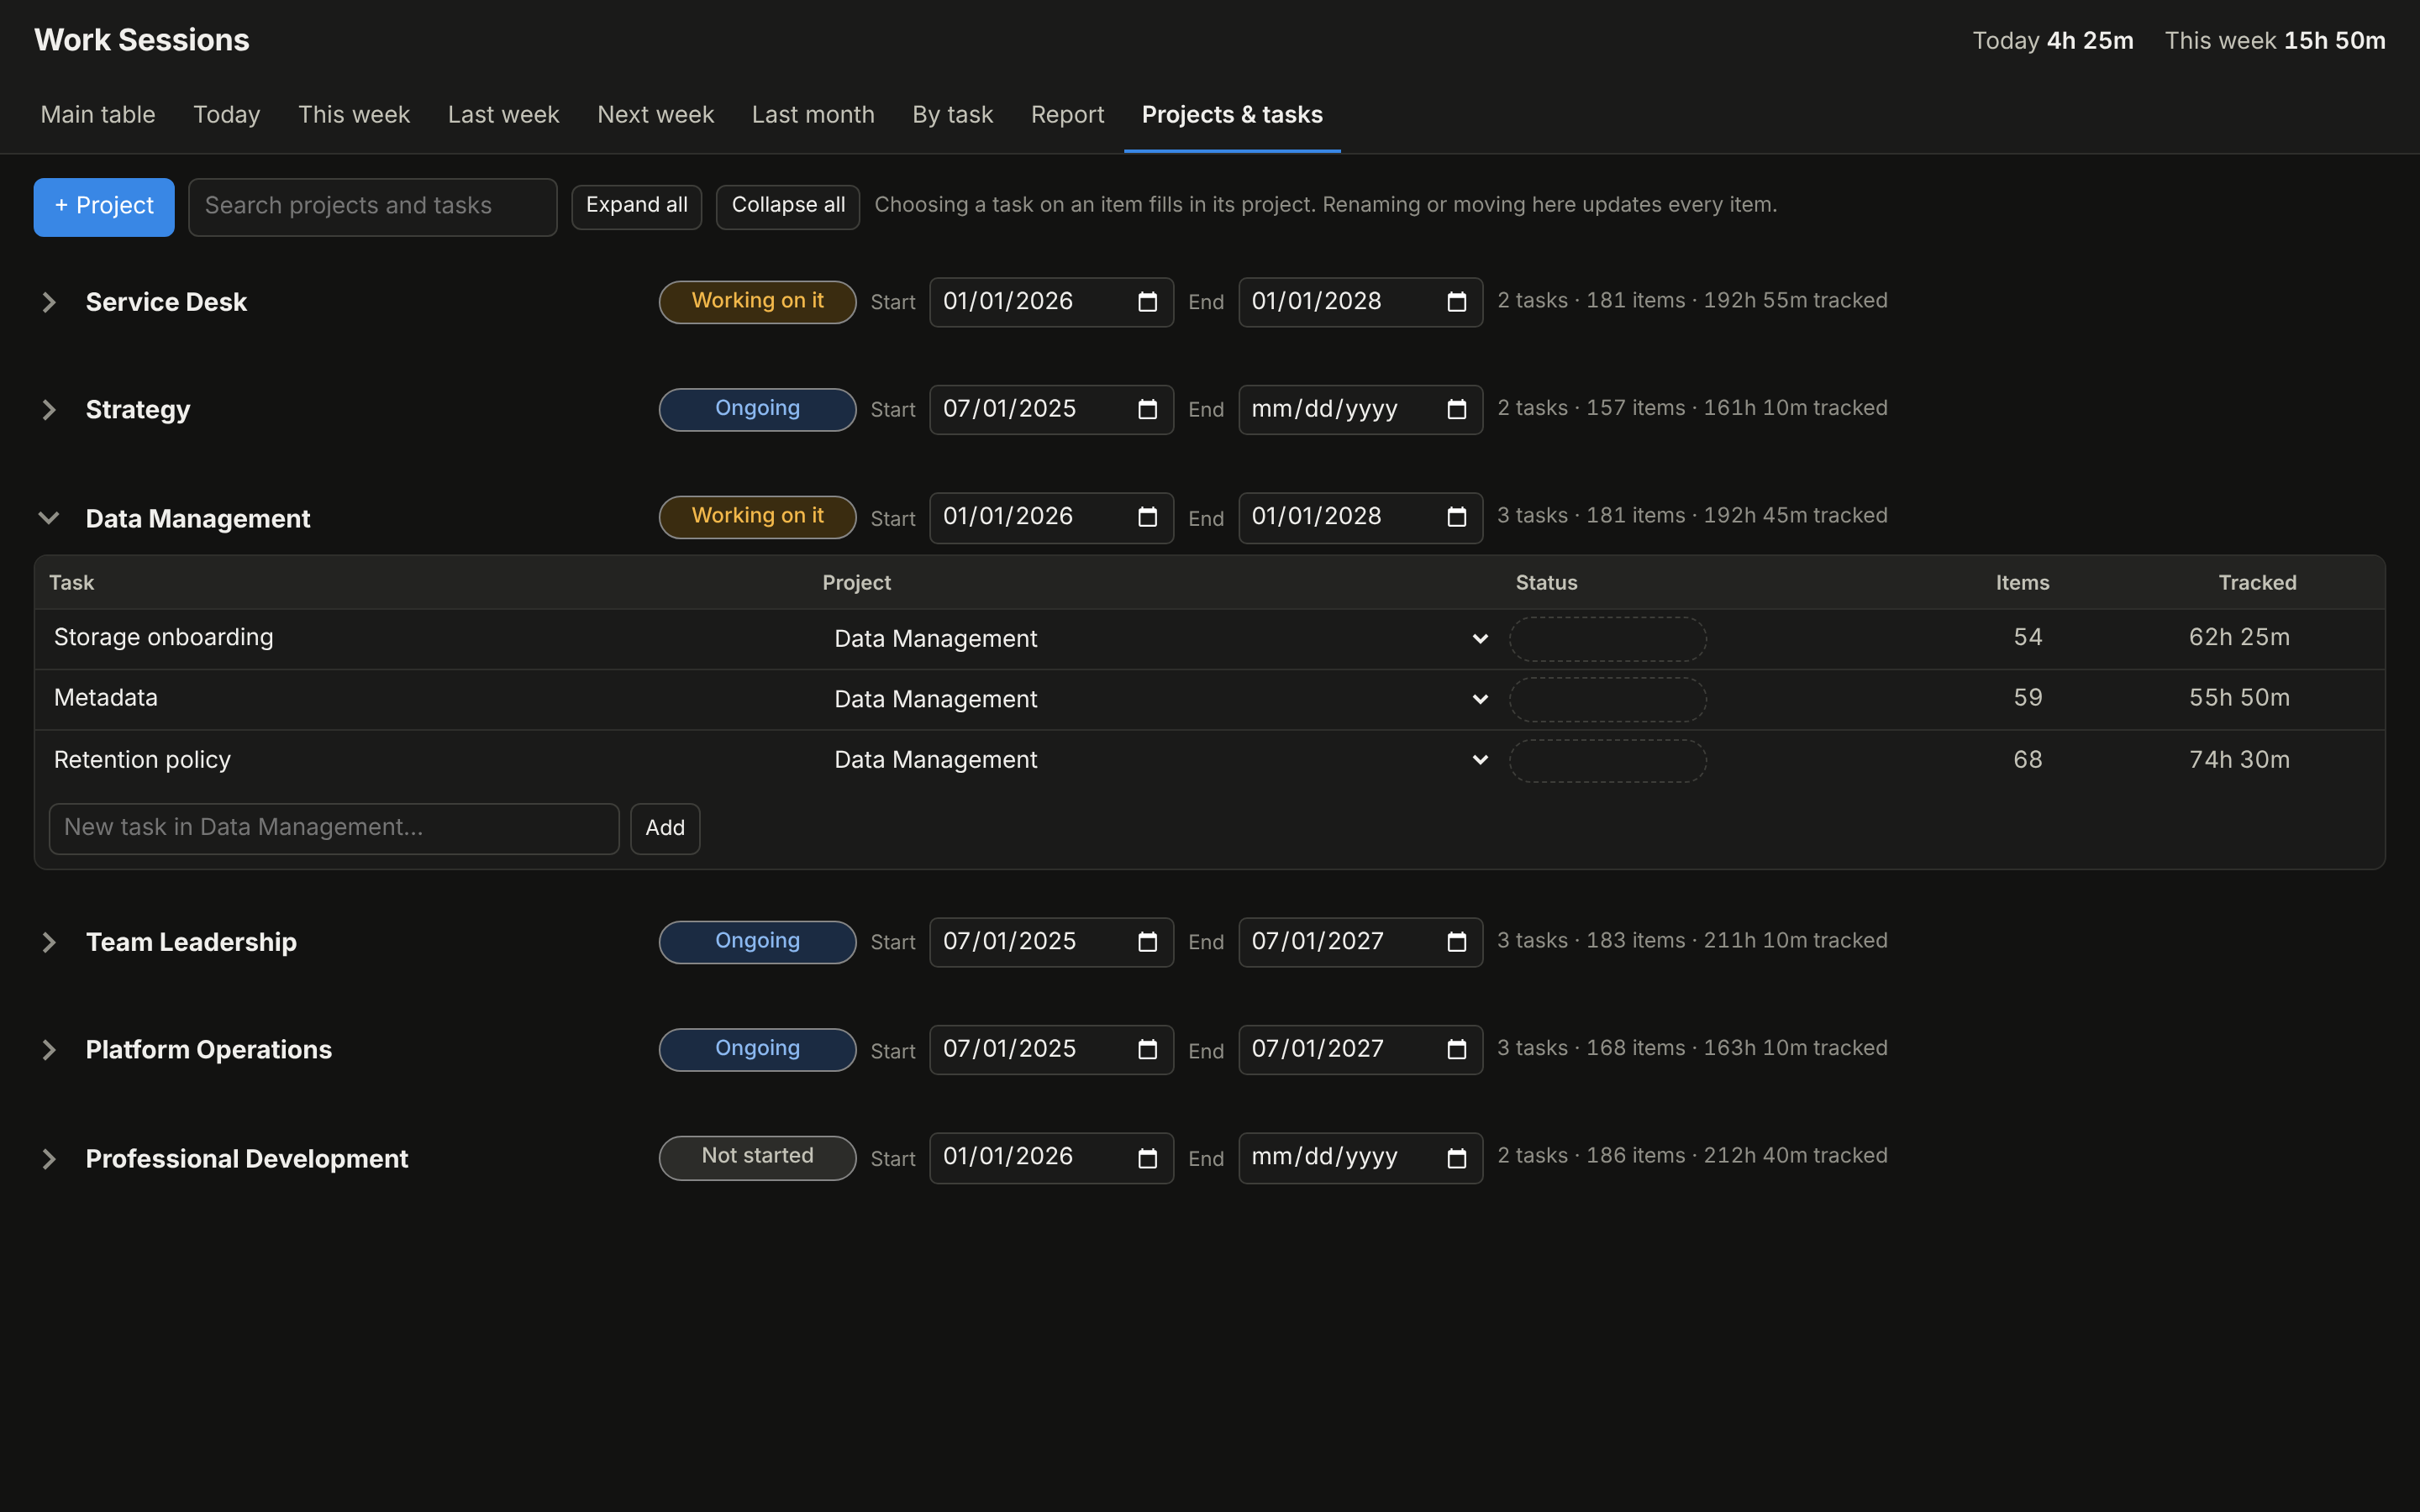 Work Sessions
Today 4h 25m This week 15h 50m
Main table Today This week Last week Next week Last month By task Report Projects & tasks
+ Project Search projects and tasks Expand all Collapse all Choosing a task on an item fills in its project. Renaming or moving here updates every item.
Service Desk Working on it Start 01/01/2026 End 01/01/2028 2 tasks · 181 items · 192h 55m tracked
Strategy Ongoing Start 07/01/2025 End mm/dd/yyyy 2 tasks · 157 items · 161h 10m tracked
Data Management Working on it Start 01/01/2026 End 01/01/2028 3 tasks · 181 items · 192h 45m tracked
Task Project Status Items Tracked
Storage onboarding Data Management 54 62h 25m
Metadata Data Management 59 55h 50m
Retention policy Data Management 68 74h 30m
New task in Data Management... Add
Team Leadership Ongoing Start 07/01/2025 End 07/01/2027 3 tasks · 183 items · 211h 10m tracked
Platform Operations Ongoing Start 07/01/2025 End 07/01/2027 3 tasks · 168 items · 163h 10m tracked
Professional Development Not started Start 01/01/2026 End mm/dd/yyyy 2 tasks · 186 items · 212h 40m tracked